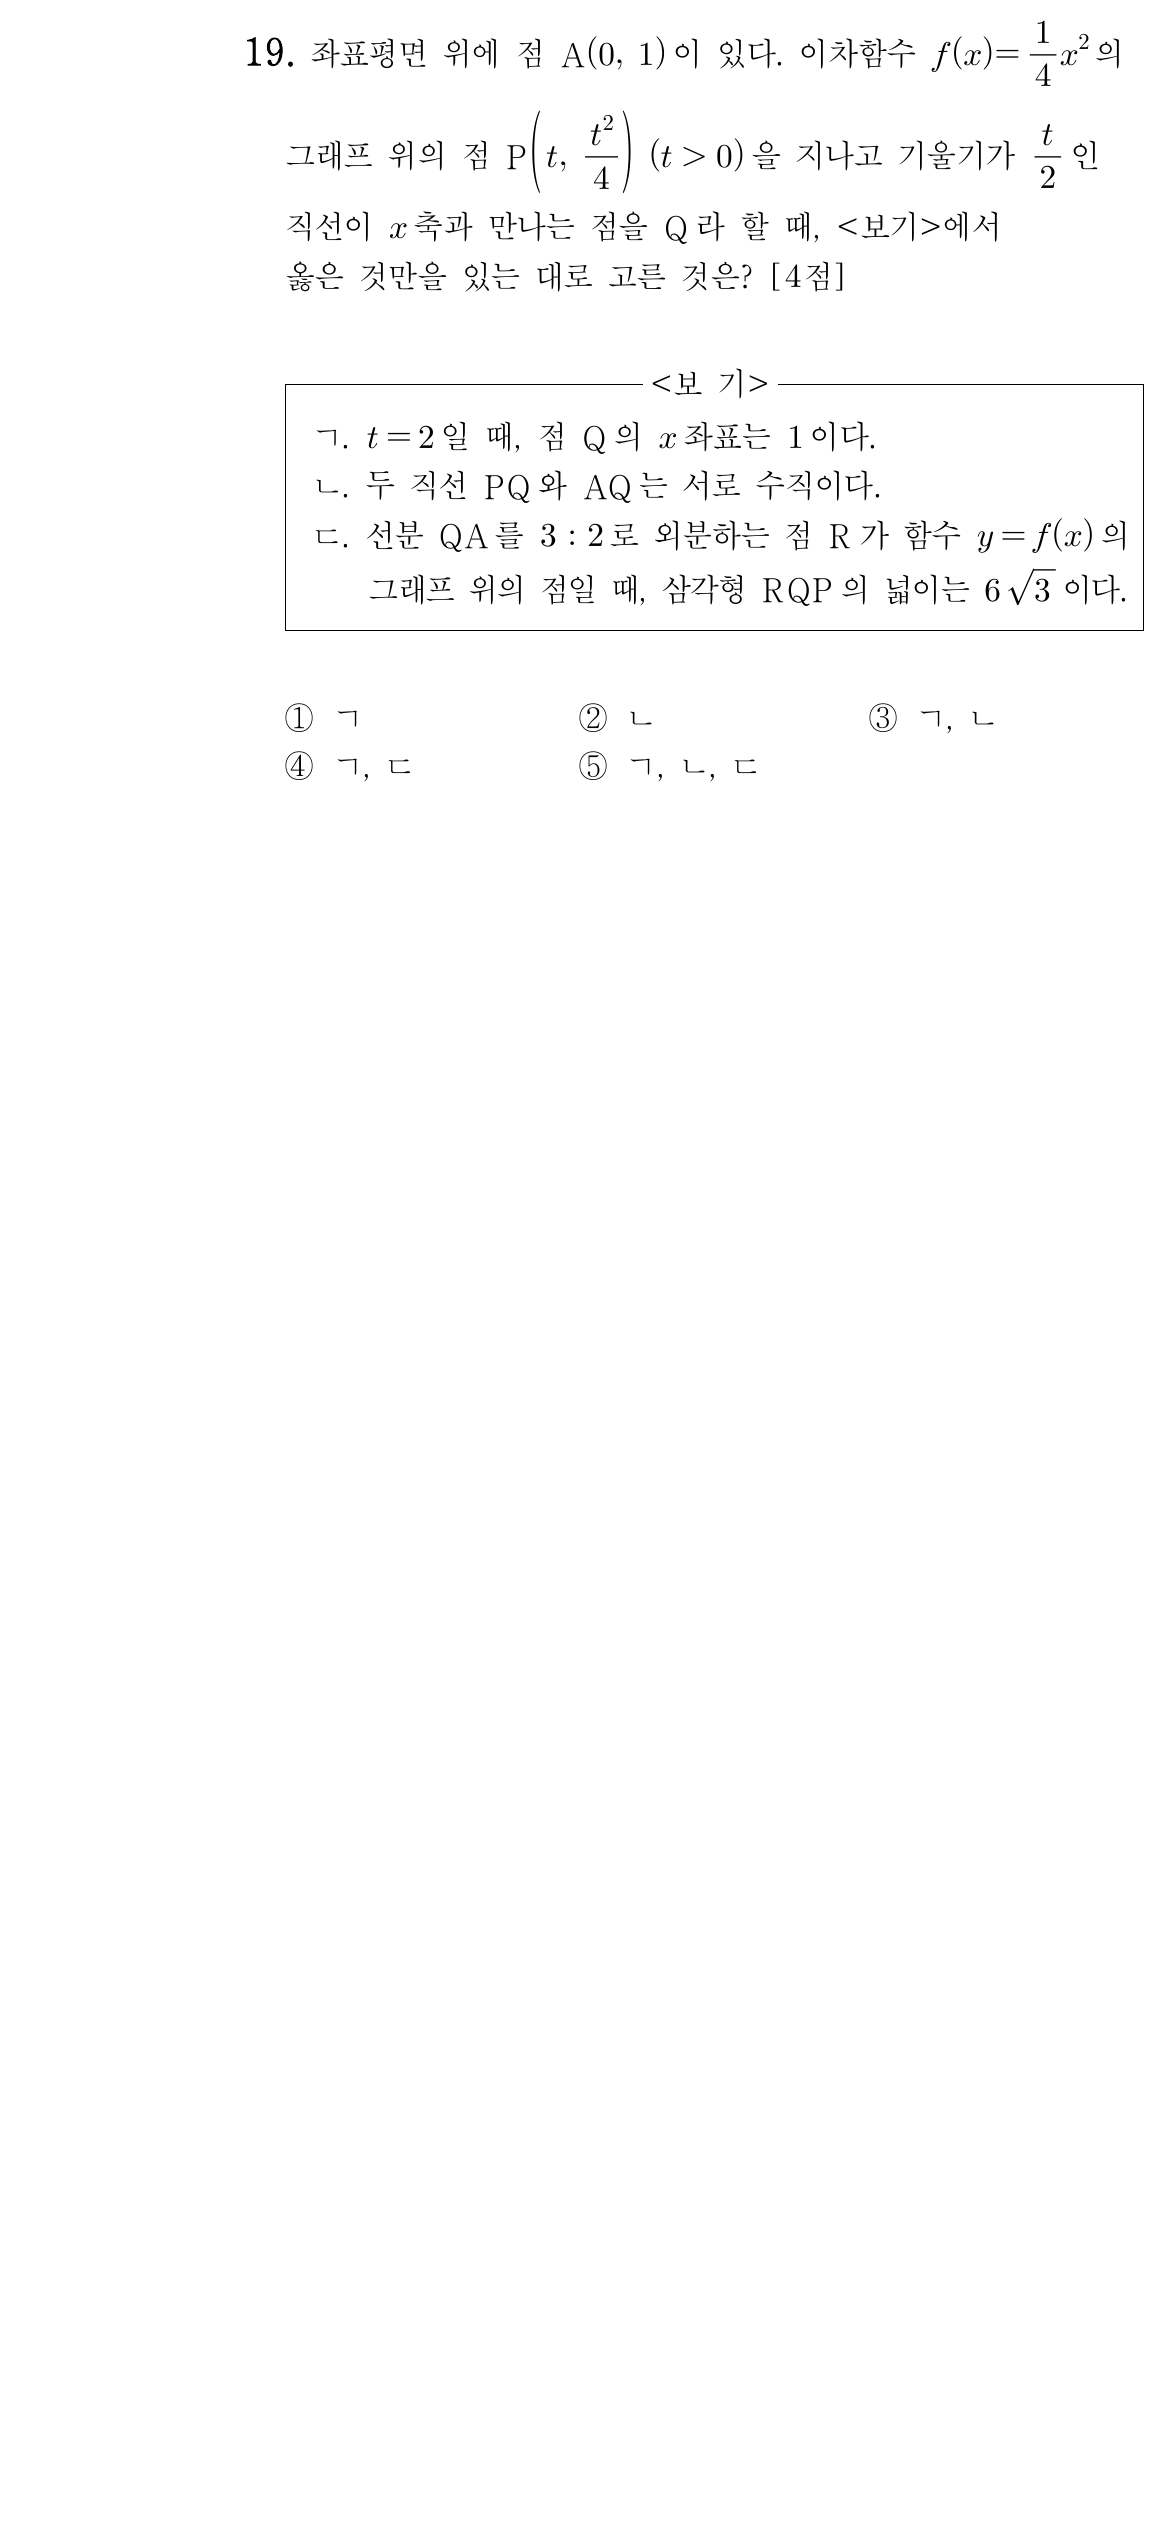 19. 좌표평면 위에 점 A(0, 1)이 있다. 이차함수 f(x)=\frac{1}{4}x^2의
그래프 위의 점 P(t, \frac{t^2}{4}) (t > 0)을 지나고 기울기가 \frac{t}{2}인
직선이 x축과 만나는 점을 Q라 할 때, <보기>에서
옳은 것만을 있는 대로 고른 것은? [4점]
<보 기>
ㄱ. t=2일 때, 점 Q의 x좌표는 1이다.
ㄴ. 두 직선 PQ와 AQ는 서로 수직이다.
ㄷ. 선분 QA를 3 : 2로 외분하는 점 R가 함수 y=f(x)의
그래프 위의 점일 때, 삼각형 RQP의 넓이는 6√3이다.
① ㄱ ② ㄴ ③ ㄱ, ㄴ
④ ㄱ, ㄷ ⑤ ㄱ, ㄴ, ㄷ